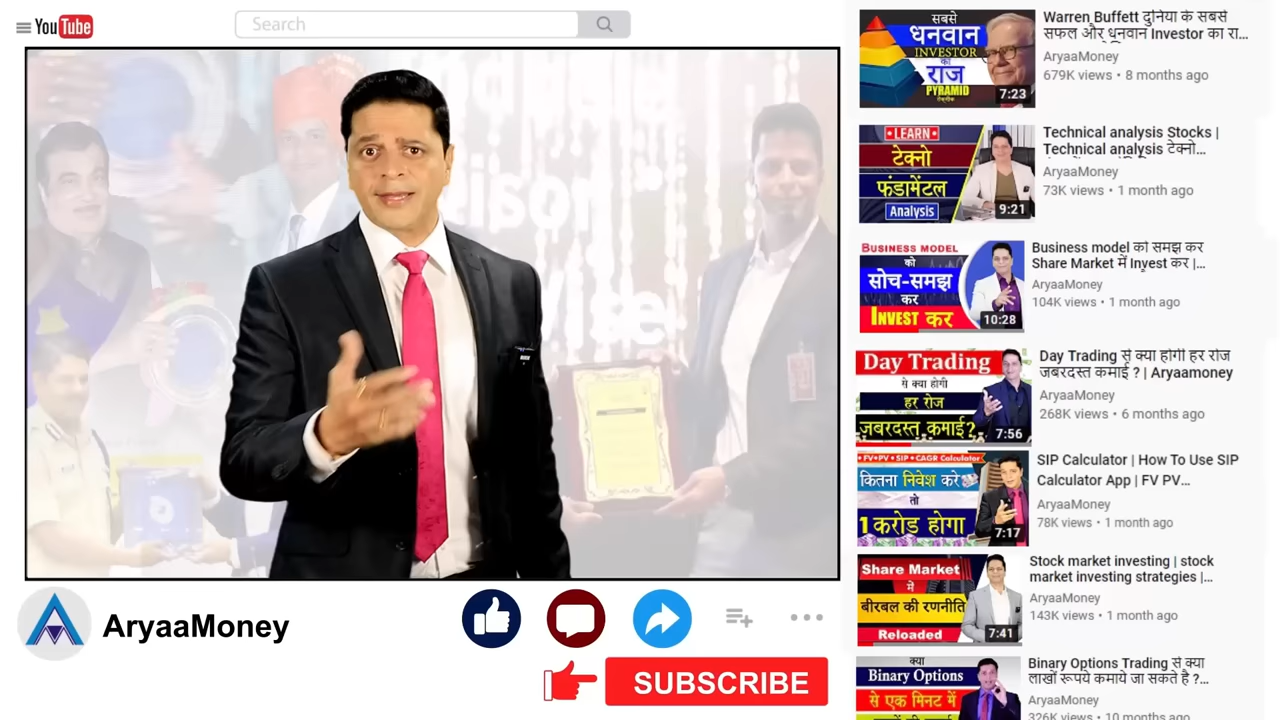 YouTube
Search
AryaaMoney
SUBSCRIBE
सबसे
धनवान
INVESTOR
का
राज
PYRAMID
7:23
Warren Buffett दुनिया के सबसे
सफल और धनवान Investor का रा...
AryaaMoney
679K views • 8 months ago
LEARN
टेक्नो
फंडामेंटल
Analysis
9:21
Technical analysis Stocks |
Technical analysis टेक्नो...
AryaaMoney
73K views • 1 month ago
BUSINESS MODEL
को
सोच-समझ
कर
INVEST कर
10:28
Business model को समझ कर
Share Market में Invest कर |...
AryaaMoney
104K views • 1 month ago
Day Trading
से क्या होगी
हर रोज
जबरदस्त कमाई?
7:56
Day Trading से क्या होगी हर रोज
जबरदस्त कमाई ? | Aryaamoney
AryaaMoney
268K views • 6 months ago
• FV • PV • SIP • CAGR Calculator
कितना निवेश करे
तो
1 करोड़ होगा
7:17
SIP Calculator | How To Use SIP
Calculator App | FV PV...
AryaaMoney
78K views • 1 month ago
Share Market
में
बीरबल की रणनीति
Reloaded
7:41
Stock market investing | stock
market investing strategies |...
AryaaMoney
143K views • 1 month ago
क्या
Binary Options
से एक मिनट में
Binary Options Trading से क्या
लाखों रूपये कमाये जा सकते है ?...
AryaaMoney
326K views • 10 months ago